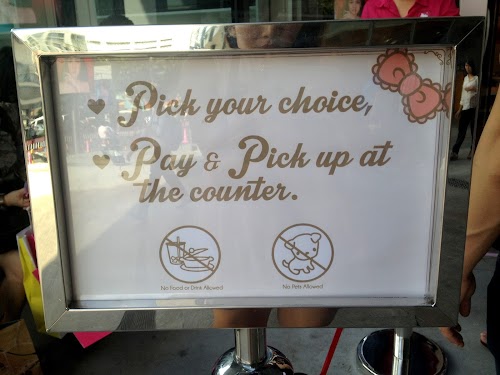 Pick your choice,
Pay & Pick up at
the counter.
No Food or Drink Allowed
No Pets Allowed